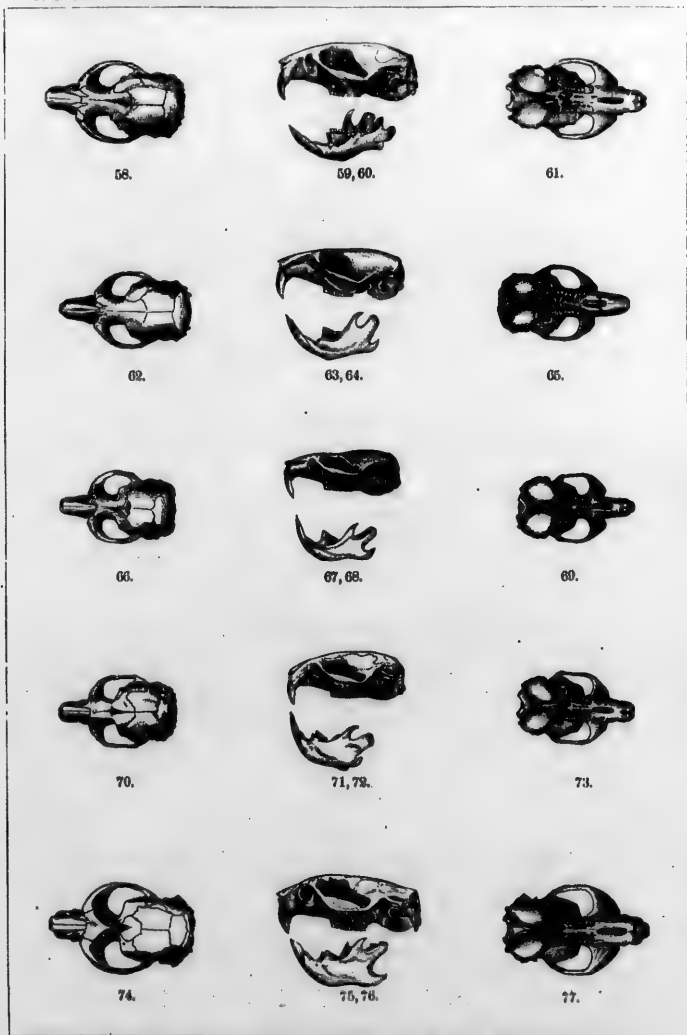 58. 59, 60. 61.
62. 63, 64. 65.
66. 67, 68. 69.
70. 71, 72. 73.
74. 75, 76. 77.